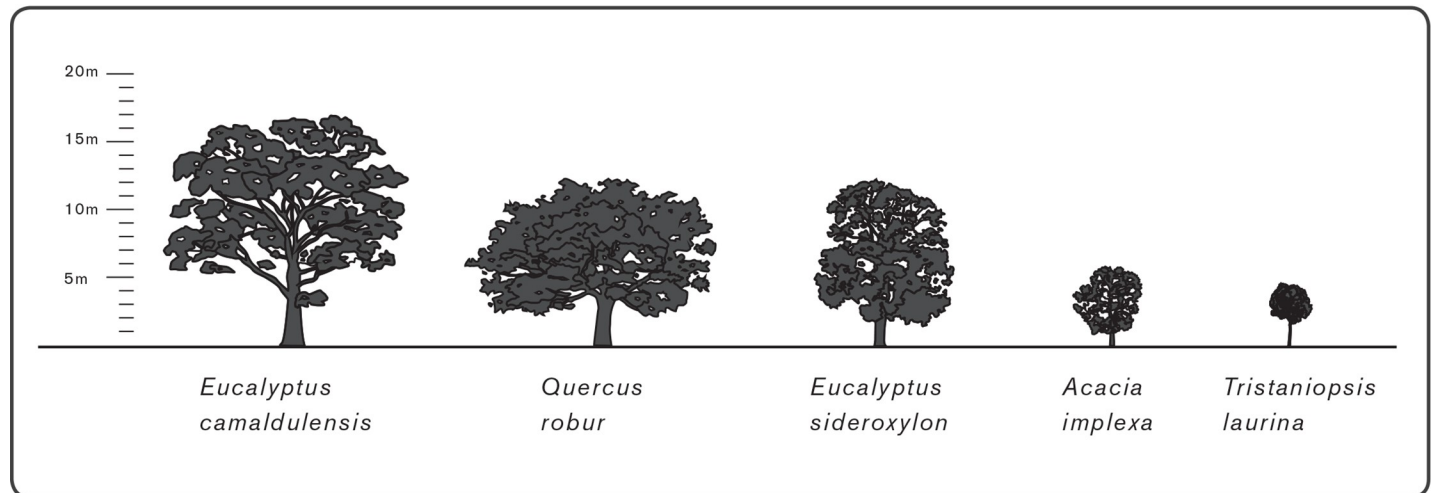 20m
15m
10m
5m
Eucalyptus
camaldulensis
Quercus
robur
Eucalyptus
sideroxylon
Acacia
implexa
Tristaniopsis
laurina